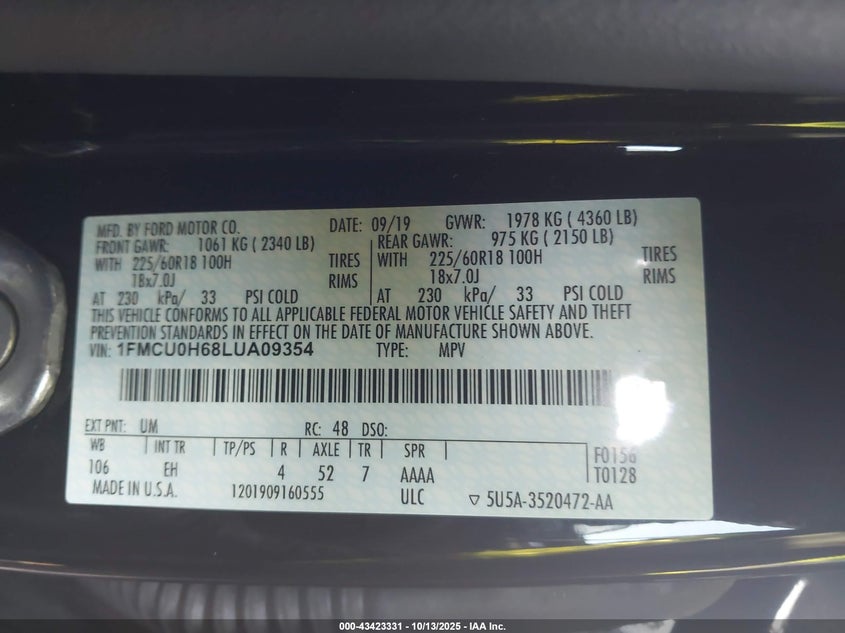 MFD. BY FORD MOTOR CO. DATE: 09/19 GVWR: 1978 KG ( 4360 LB)
FRONT GAWR: 1061 KG ( 2340 LB) REAR GAWR: 975 KG ( 2150 LB)
WITH 225/60R18 100H TIRES WITH 225/60R18 100H TIRES
18x7.0J RIMS 18x7.0J RIMS
AT 230 kPa/ 33 PSI COLD AT 230 kPa/ 33 PSI COLD
THIS VEHICLE CONFORMS TO ALL APPLICABLE FEDERAL MOTOR VEHICLE SAFETY AND THEFT
PREVENTION STANDARDS IN EFFECT ON THE DATE OF MANUFACTURE SHOWN ABOVE.
VIN: 1FMCU0H68LUA09354 TYPE: MPV
EXT PNT: UM RC: 48 DSO:
WB INT TR TP/PS R AXLE TR SPR F0156
106 EH 4 52 7 AAAA T0128
MADE IN U.S.A. 1201909160555 ULC ▽ 5U5A-3520472-AA
000-43423331 - 10/13/2025 - IAA Inc.